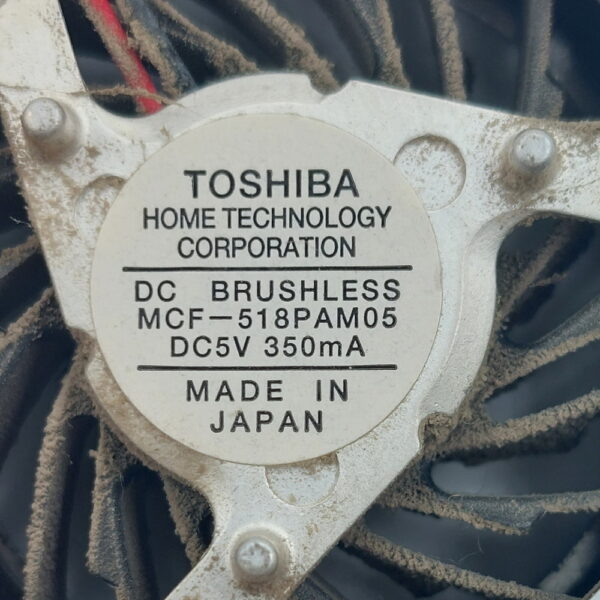 TOSHIBA
HOME TECHNOLOGY
CORPORATION
DC BRUSHLESS
MCF-518PAM05
DC5V 350mA
MADE IN
JAPAN